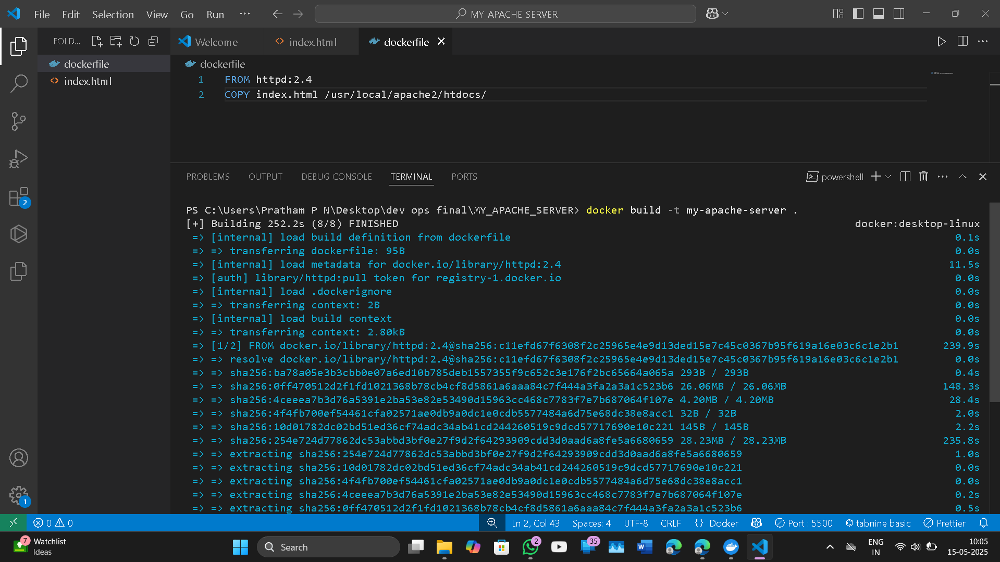 File Edit Selection View Go Run ··· MY_APACHE_SERVER
FOLD... Welcome index.html dockerfile
dockerfile
index.html
dockerfile
1 FROM httpd:2.4
2 COPY index.html /usr/local/apache2/htdocs/
PROBLEMS OUTPUT DEBUG CONSOLE TERMINAL PORTS powershell
PS C:\Users\Pratham P N\Desktop\dev ops final\MY_APACHE_SERVER> docker build -t my-apache-server .
[+] Building 252.2s (8/8) FINISHED docker:desktop-linux
=> [internal] load build definition from dockerfile 0.1s
=> => transferring dockerfile: 95B 0.0s
=> [internal] load metadata for docker.io/library/httpd:2.4 11.5s
=> [auth] library/httpd:pull token for registry-1.docker.io 0.0s
=> [internal] load .dockerignore 0.0s
=> => transferring context: 2B 0.0s
=> [internal] load build context 0.0s
=> => transferring context: 2.80kB 0.0s
=> [1/2] FROM docker.io/library/httpd:2.4@sha256:c11efd67f6308f2c25965e4e9d13ded15e7c45c0367b95f619a16e03c6c1e2b1 239.9s
=> => resolve docker.io/library/httpd:2.4@sha256:c11efd67f6308f2c25965e4e9d13ded15e7c45c0367b95f619a16e03c6c1e2b1 0.0s
=> => sha256:ba78a05e3b3cbb0e07a6ed10b785deb1557355f9c652c3e176f2bc65664a065a 293B / 293B 0.4s
=> => sha256:0ff470512d2f1fd1021368b78cb4cf8d5861a6aaa84c7f444a3fa2a3a1c523b6 26.06MB / 26.06MB 148.3s
=> => sha256:4ceeea7b3d76a5391e2ba53e82e53490d15963cc468c7783f7e7b687064f107e 4.20MB / 4.20MB 28.4s
=> => sha256:4f4fb700ef54461cfa02571ae0db9a0dc1e0cdb5577484a6d75e68dc38e8acc1 32B / 32B 2.0s
=> => sha256:10d01782dc02bd51ed36cf74adc34ab41cd244260519c9dcd57717690e10c221 145B / 145B 2.2s
=> => sha256:254e724d77862dc53abbd3bf0e27f9d2f64293909cdd3d0aad6a8fe5a6680659 28.23MB / 28.23MB 235.8s
=> => extracting sha256:254e724d77862dc53abbd3bf0e27f9d2f64293909cdd3d0aad6a8fe5a6680659 1.0s
=> => extracting sha256:10d01782dc02bd51ed36cf74adc34ab41cd244260519c9dcd57717690e10c221 0.0s
=> => extracting sha256:4f4fb700ef54461cfa02571ae0db9a0dc1e0cdb5577484a6d75e68dc38e8acc1 0.0s
=> => extracting sha256:4ceeea7b3d76a5391e2ba53e82e53490d15963cc468c7783f7e7b687064f107e 0.2s
=> => extracting sha256:0ff470512d2f1fd1021368b78cb4cf8d5861a6aaa84c7f444a3fa2a3a1c523b6 0.5s
2
1
0 0 Ln 2, Col 43 Spaces: 4 UTF-8 CRLF {} Docker Port : 5500 tabnine basic Prettier
7 Watchlist
Ideas
Search 2 35
ENG
IN
10:05
15-05-2025